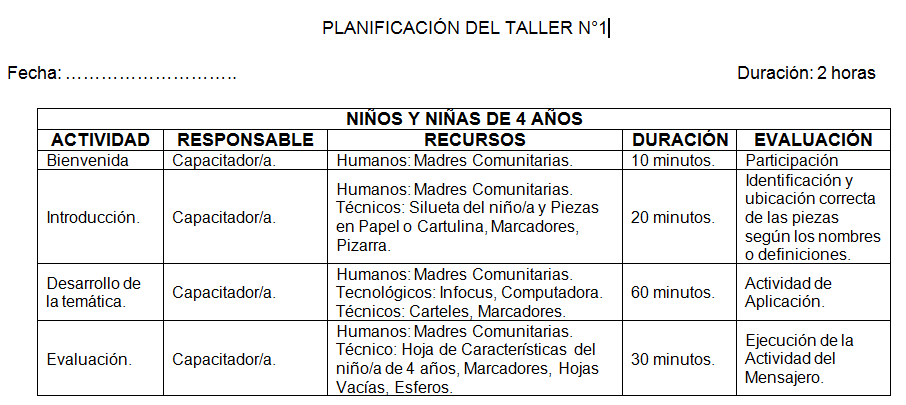 PLANIFICACIÓN DEL TALLER N°1
Fecha: ………………………..
Duración: 2 horas
NIÑOS Y NIÑAS DE 4 AÑOS
ACTIVIDAD RESPONSABLE RECURSOS DURACIÓN EVALUACIÓN
Bienvenida Capacitador/a. Humanos: Madres Comunitarias. 10 minutos. Participación
Introducción.
Capacitador/a.
Humanos: Madres Comunitarias.
Técnicos: Silueta del niño/a y Piezas
en Papel o Cartulina, Marcadores,
Pizarra.
20 minutos.
Identificación y
ubicación correcta
de las piezas
según los nombres
o definiciones.
Desarrollo de
la temática.
Capacitador/a.
Humanos: Madres Comunitarias.
Tecnológicos: Infocus, Computadora.
Técnicos: Carteles, Marcadores.
60 minutos.
Actividad de
Aplicación.
Evaluación.
Capacitador/a.
Humanos: Madres Comunitarias.
Técnico: Hoja de Características del
niño/a de 4 años, Marcadores, Hojas
Vacías, Esferos.
30 minutos.
Ejecución de la
Actividad del
Mensajero.